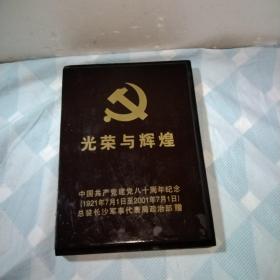 光荣与辉煌
中国共产党建党八十周年纪念
(1921年7月1日至2001年7月1日)
总装长沙军事代表局政治部 赠